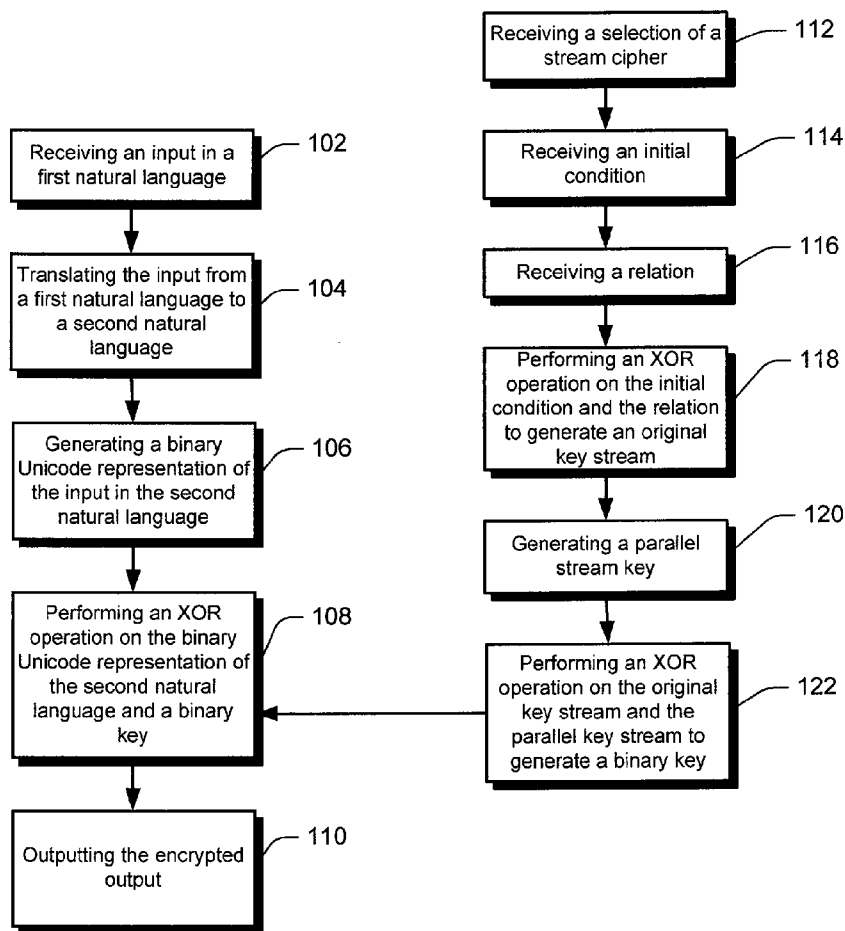 Receiving an input in a
first natural language
102
Translating the input from
a first natural language to
a second natural
language
104
Generating a binary
Unicode representation of
the input in the second
natural language
106
Performing an XOR
operation on the binary
Unicode representation of
the second natural
language and a binary
key
108
Outputting the encrypted
output
110
Receiving a selection of a
stream cipher
112
Receiving an initial
condition
114
Receiving a relation
116
Performing an XOR
operation on the initial
condition and the relation
to generate an original
key stream
118
Generating a parallel
stream key
120
Performing an XOR
operation on the original
key stream and the
parallel key stream to
generate a binary key
122